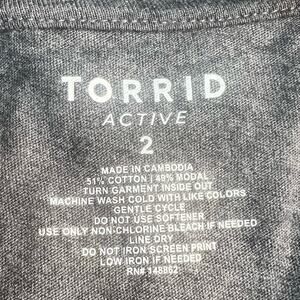 TORRID
ACTIVE
2
MADE IN CAMBODIA
51% COTTON | 49% MODAL
TURN GARMENT INSIDE OUT
MACHINE WASH COLD WITH LIKE COLORS
GENTLE CYCLE
DO NOT USE SOFTENER
USE ONLY NON-CHLORINE BLEACH IF NEEDED
LINE DRY
DO NOT IRON SCREEN PRINT
LOW IRON IF NEEDED
RN# 148862